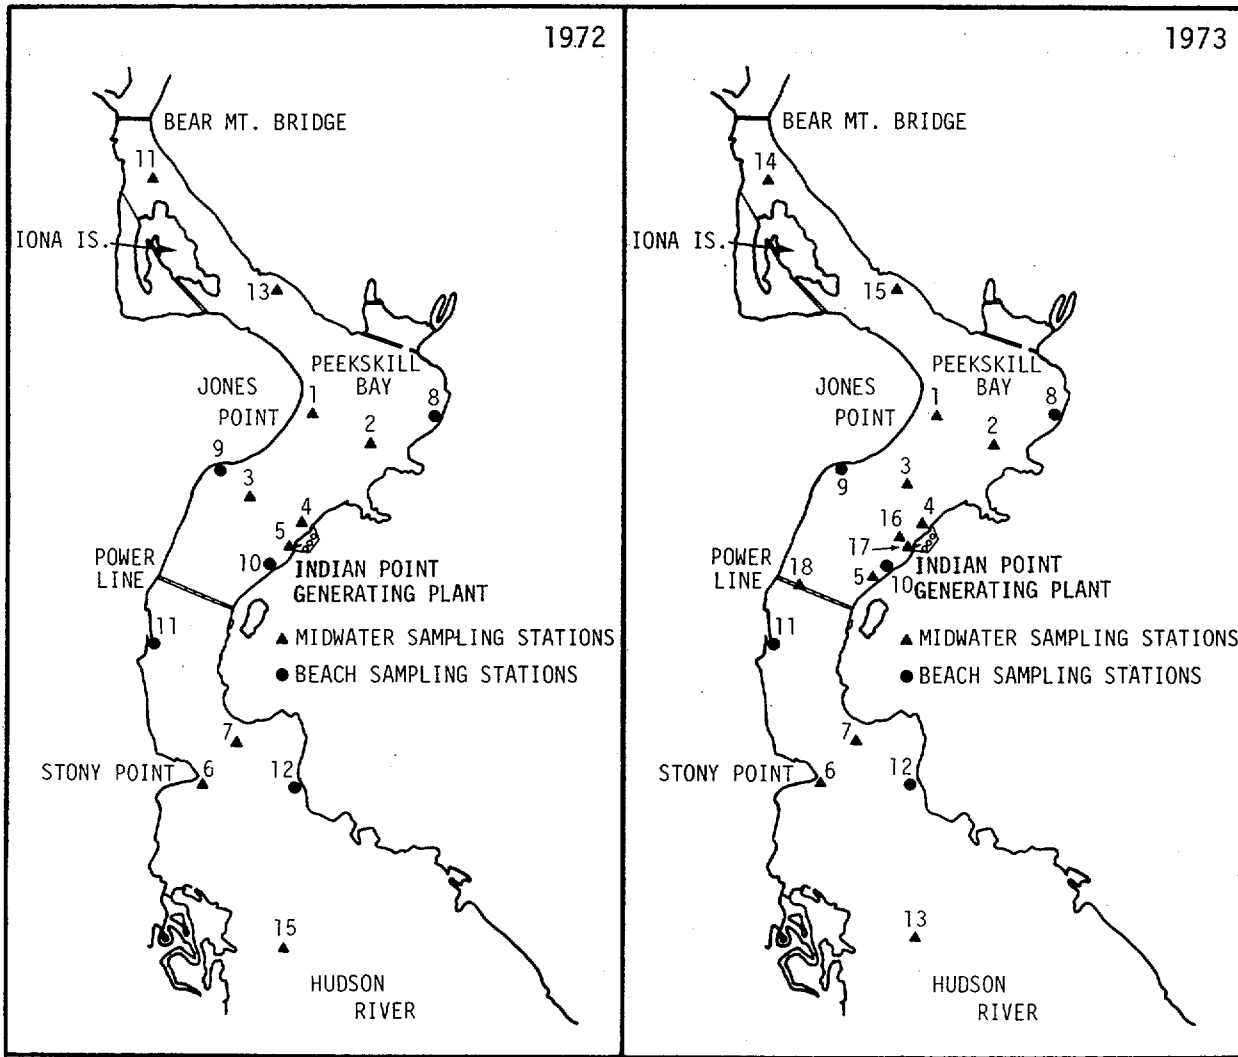 1972
BEAR MT. BRIDGE
11
IONA IS.
13
PEEKSKILL
BAY
JONES
POINT
1
8
2
9
3
4
5
10
POWER
LINE
INDIAN POINT
GENERATING PLANT
11
▲ MIDWATER SAMPLING STATIONS
● BEACH SAMPLING STATIONS
7
STONY POINT
6
12
15
HUDSON
RIVER
1973
BEAR MT. BRIDGE
14
IONA IS.
15
PEEKSKILL
BAY
JONES
POINT
1
8
2
9
3
4
16
17
POWER
LINE
18
5
10
INDIAN POINT
GENERATING PLANT
11
▲ MIDWATER SAMPLING STATIONS
● BEACH SAMPLING STATIONS
7
STONY POINT
6
12
13
HUDSON
RIVER